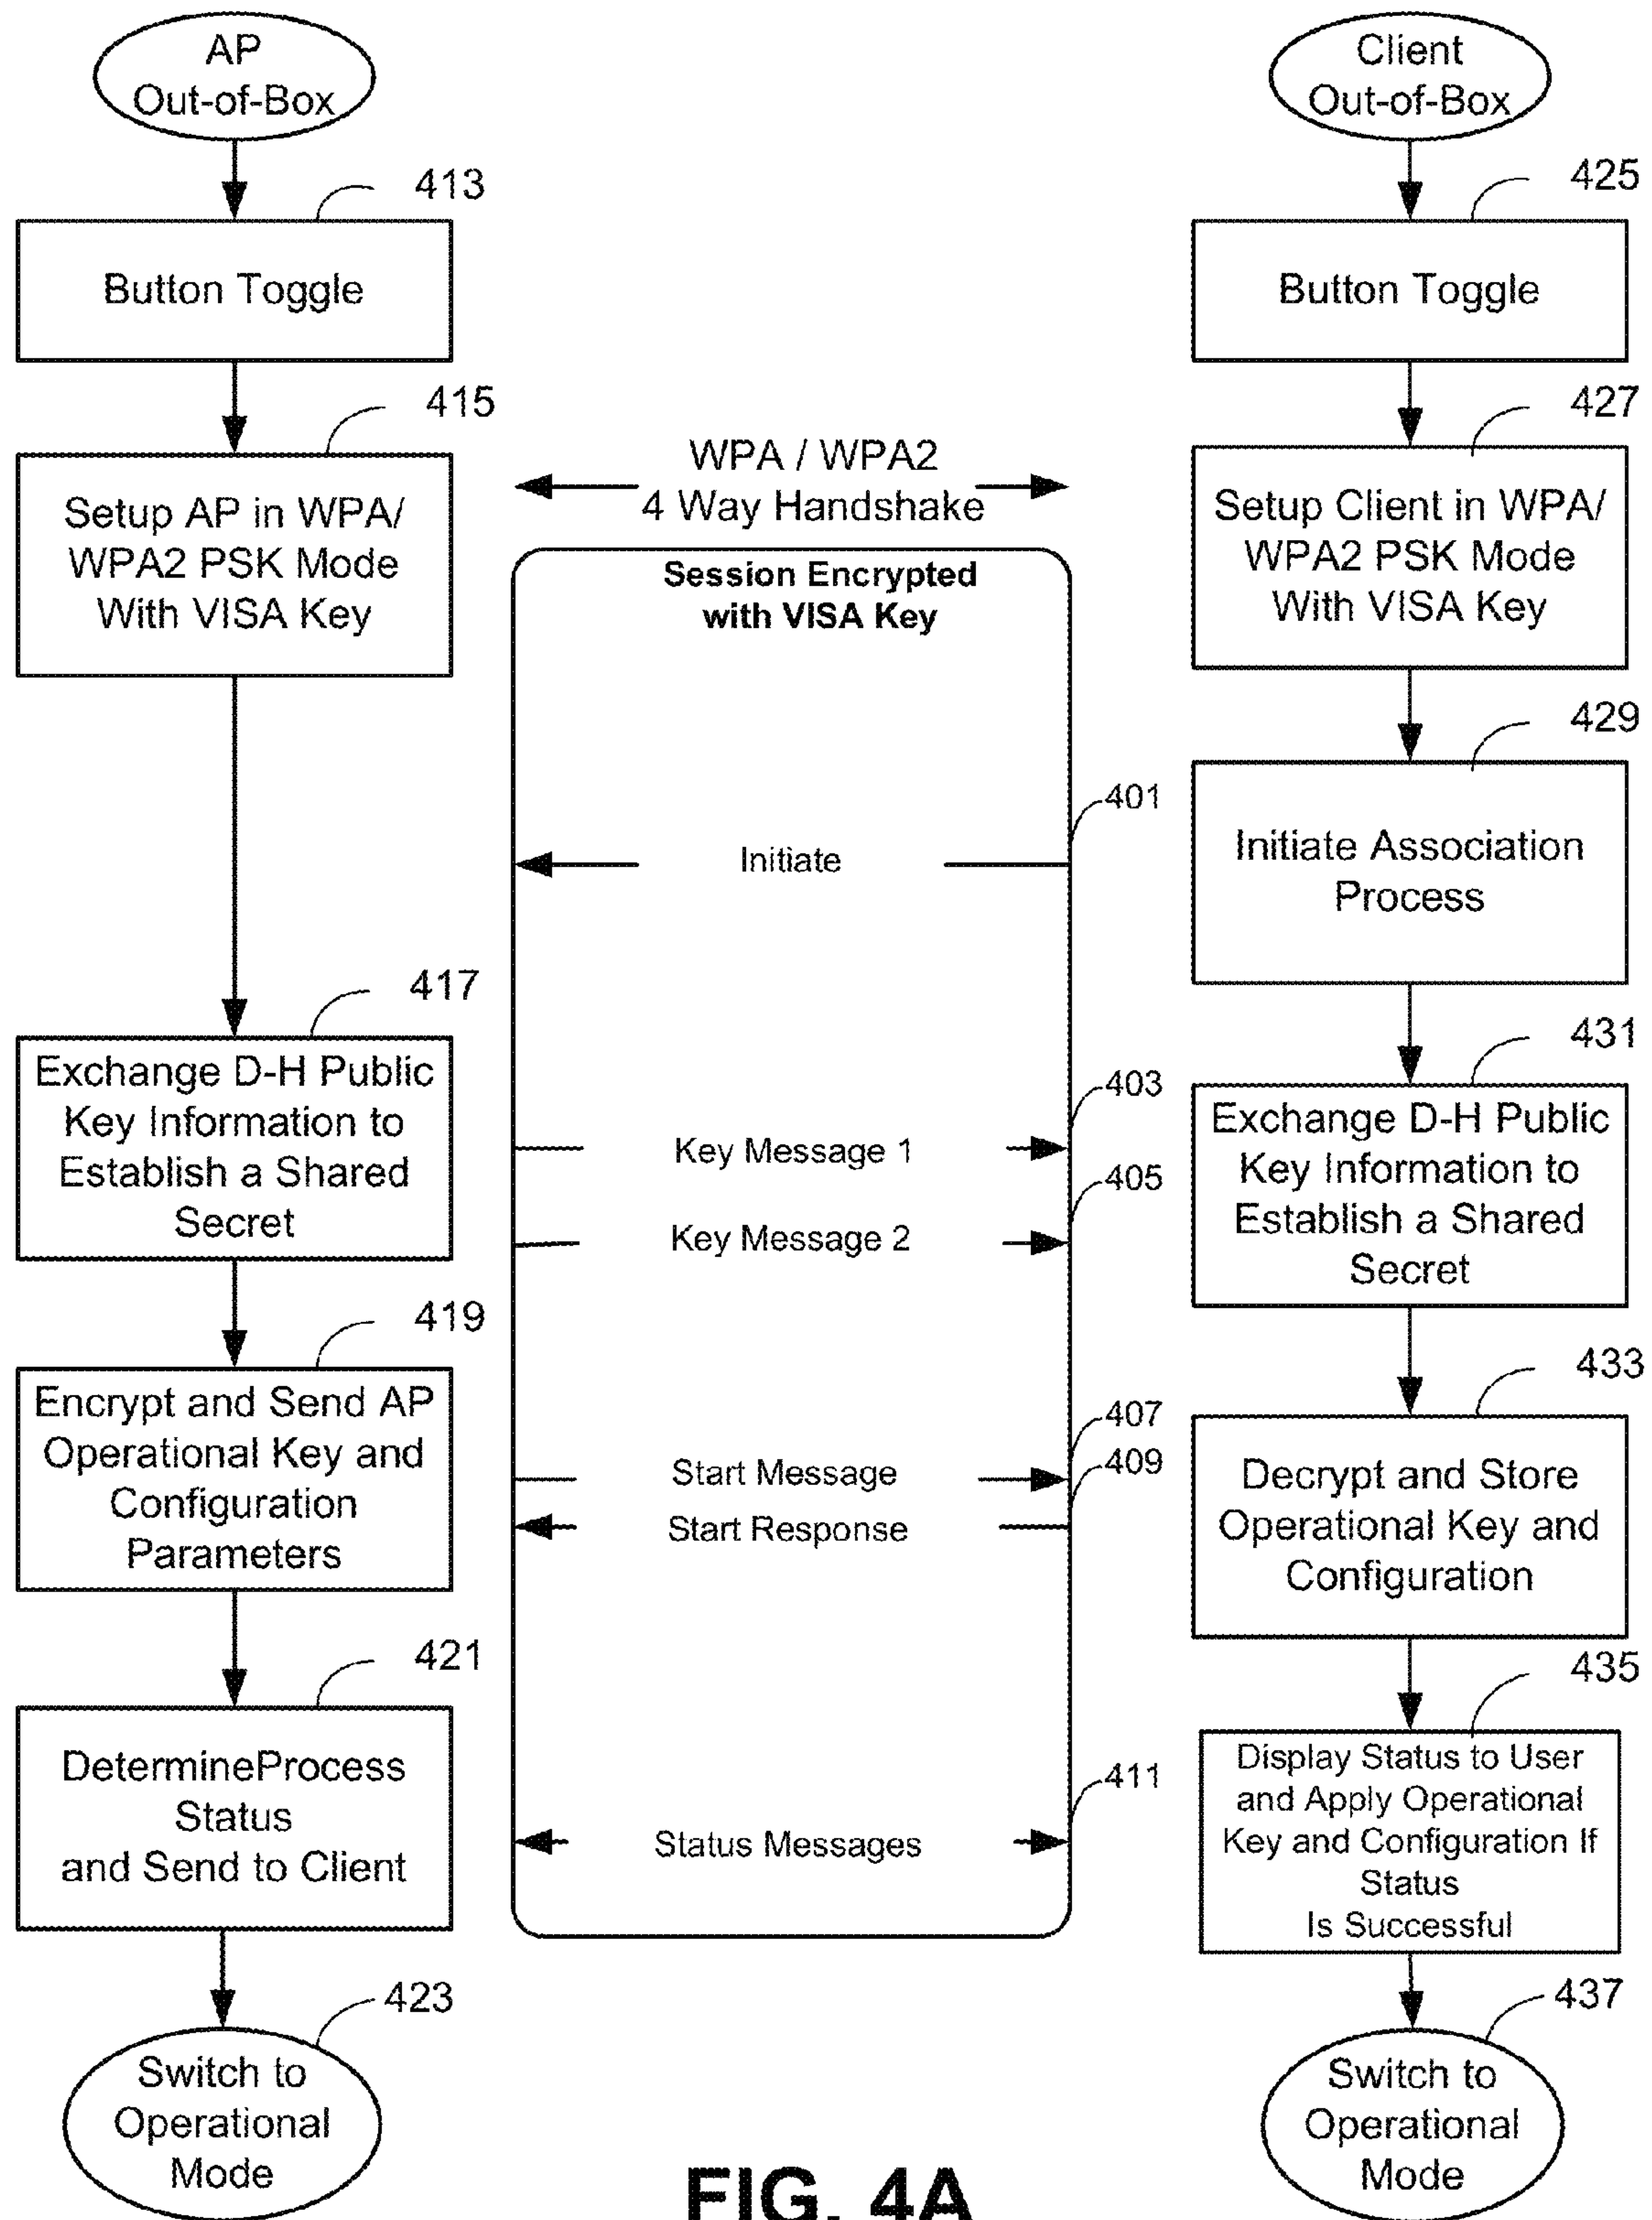 AP
Out-of-Box
413
Button Toggle
415
Setup AP in WPA/
WPA2 PSK Mode
With VISA Key
417
Exchange D-H Public
Key Information to
Establish a Shared
Secret
419
Encrypt and Send AP
Operational Key and
Configuration
Parameters
421
DetermineProcess
Status
and Send to Client
423
Switch to
Operational
Mode
WPA / WPA2
4 Way Handshake
Session Encrypted
with VISA Key
401
Initiate
403
Key Message 1
405
Key Message 2
407
Start Message
409
Start Response
411
Status Messages
Client
Out-of-Box
425
Button Toggle
427
Setup Client in WPA/
WPA2 PSK Mode
With VISA Key
429
Initiate Association
Process
431
Exchange D-H Public
Key Information to
Establish a Shared
Secret
433
Decrypt and Store
Operational Key and
Configuration
435
Display Status to User
and Apply Operational
Key and Configuration If
Status
Is Successful
437
Switch to
Operational
Mode
FIG. 4A